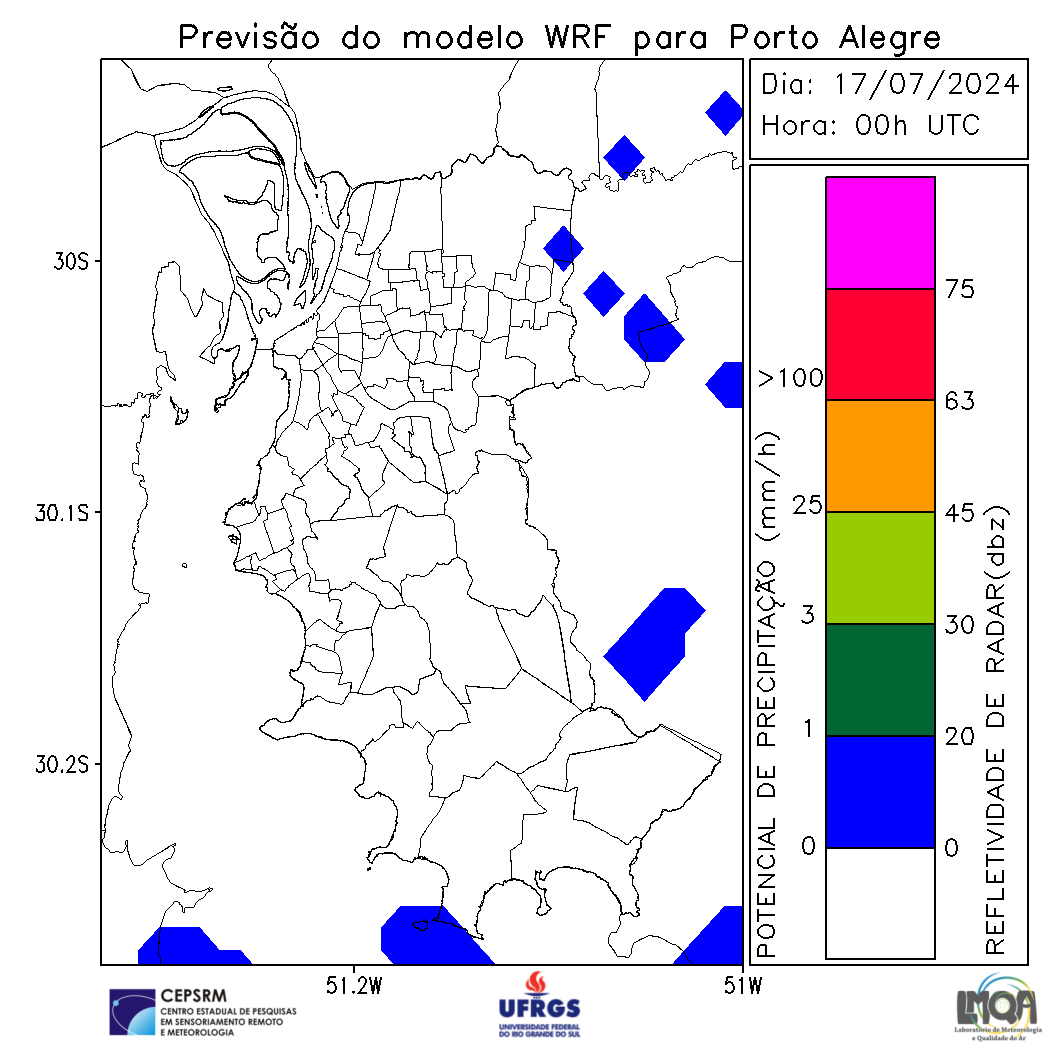 Previsão do modelo WRF para Porto Alegre
Dia: 17/07/2024
Hora: 00h UTC
30S
30.1S
30.2S
51.2W
51W
POTENCIAL DE PRECIPITAÇÃO (mm/h)
>100
25
3
1
0
75
63
45
30
20
0
REFLETIVIDADE DE RADAR(dbz)
CEPSRM
CENTRO ESTADUAL DE PESQUISAS
EM SENSORIAMENTO REMOTO
E METEOROLOGIA
UFRGS
UNIVERSIDADE FEDERAL
DO RIO GRANDE DO SUL
LMQA
Laboratório de Meteorologia
e Qualidade do Ar